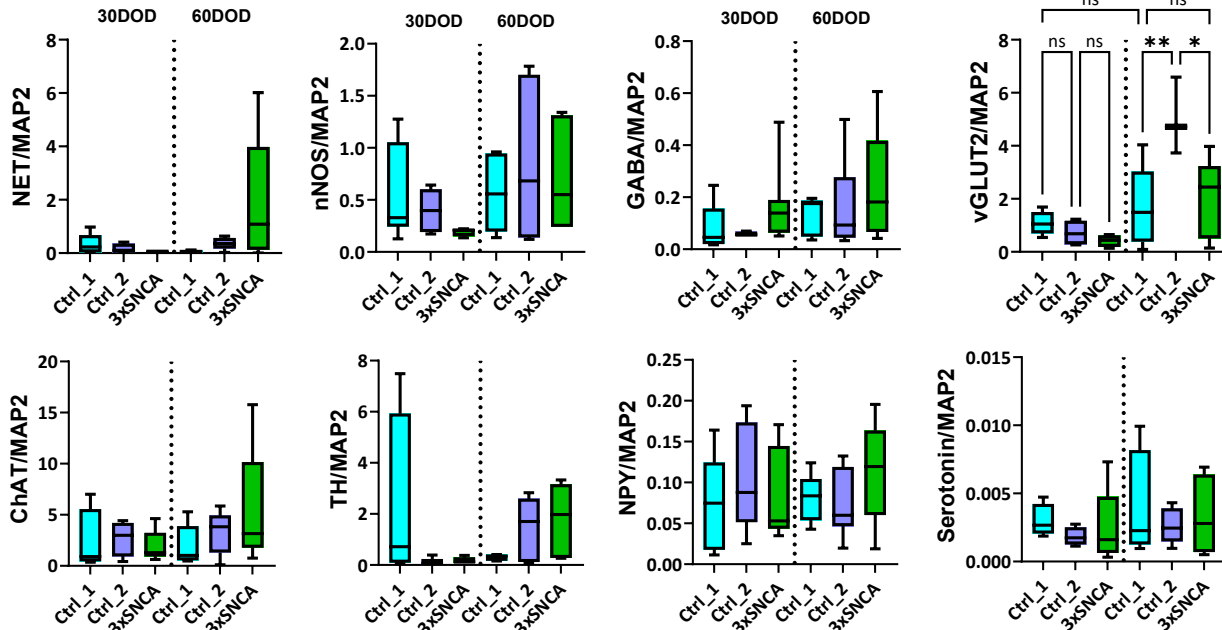 30DOD 60DOD
NET/MAP2
8
6
4
2
0
Ctrl_1 Ctrl_2 3xSNCA Ctrl_1 Ctrl_2 3xSNCA
30DOD 60DOD
nNOS/MAP2
2.0
1.5
1.0
0.5
0.0
Ctrl_1 Ctrl_2 3xSNCA Ctrl_1 Ctrl_2 3xSNCA
30DOD 60DOD
GABA/MAP2
0.8
0.6
0.4
0.2
0.0
Ctrl_1 Ctrl_2 3xSNCA Ctrl_1 Ctrl_2 3xSNCA
ns ns
ns ns ** *
vGLUT2/MAP2
8
6
4
2
0
Ctrl_1 Ctrl_2 3xSNCA Ctrl_1 Ctrl_2 3xSNCA
ChAT/MAP2
20
15
10
5
0
Ctrl_1 Ctrl_2 3xSNCA Ctrl_1 Ctrl_2 3xSNCA
TH/MAP2
8
6
4
2
0
Ctrl_1 Ctrl_2 3xSNCA Ctrl_1 Ctrl_2 3xSNCA
NPY/MAP2
0.25
0.20
0.15
0.10
0.05
0.00
Ctrl_1 Ctrl_2 3xSNCA Ctrl_1 Ctrl_2 3xSNCA
Serotonin/MAP2
0.015
0.010
0.005
0.000
Ctrl_1 Ctrl_2 3xSNCA Ctrl_1 Ctrl_2 3xSNCA